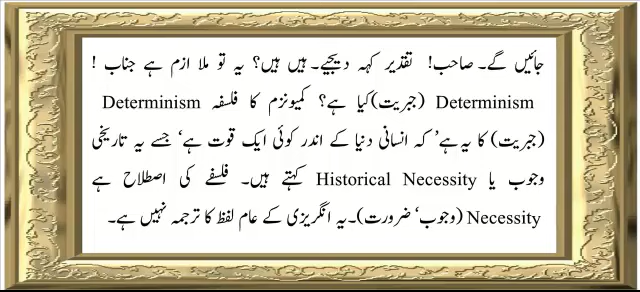 جائیں گے۔ صاحب! تقدیر کہہ دیجیے۔ ہیں ہیں؟ یہ تو ملا ازم ہے جناب !
Determinism (جبریت) کیا ہے؟ کمیونزم کا فلسفہ Determinism
(جبریت) کا یہ ہے’ کہ انسانی دنیا کے اندر کوئی ایک قوت ہے‘ جسے یہ تاریخی
وجوب یا Historical Necessity کہتے ہیں۔ فلسفے کی اصطلاح ہے
Necessity (وجوب‘ ضرورت)۔ یہ انگریزی کے عام لفظ کا ترجمہ نہیں ہے۔